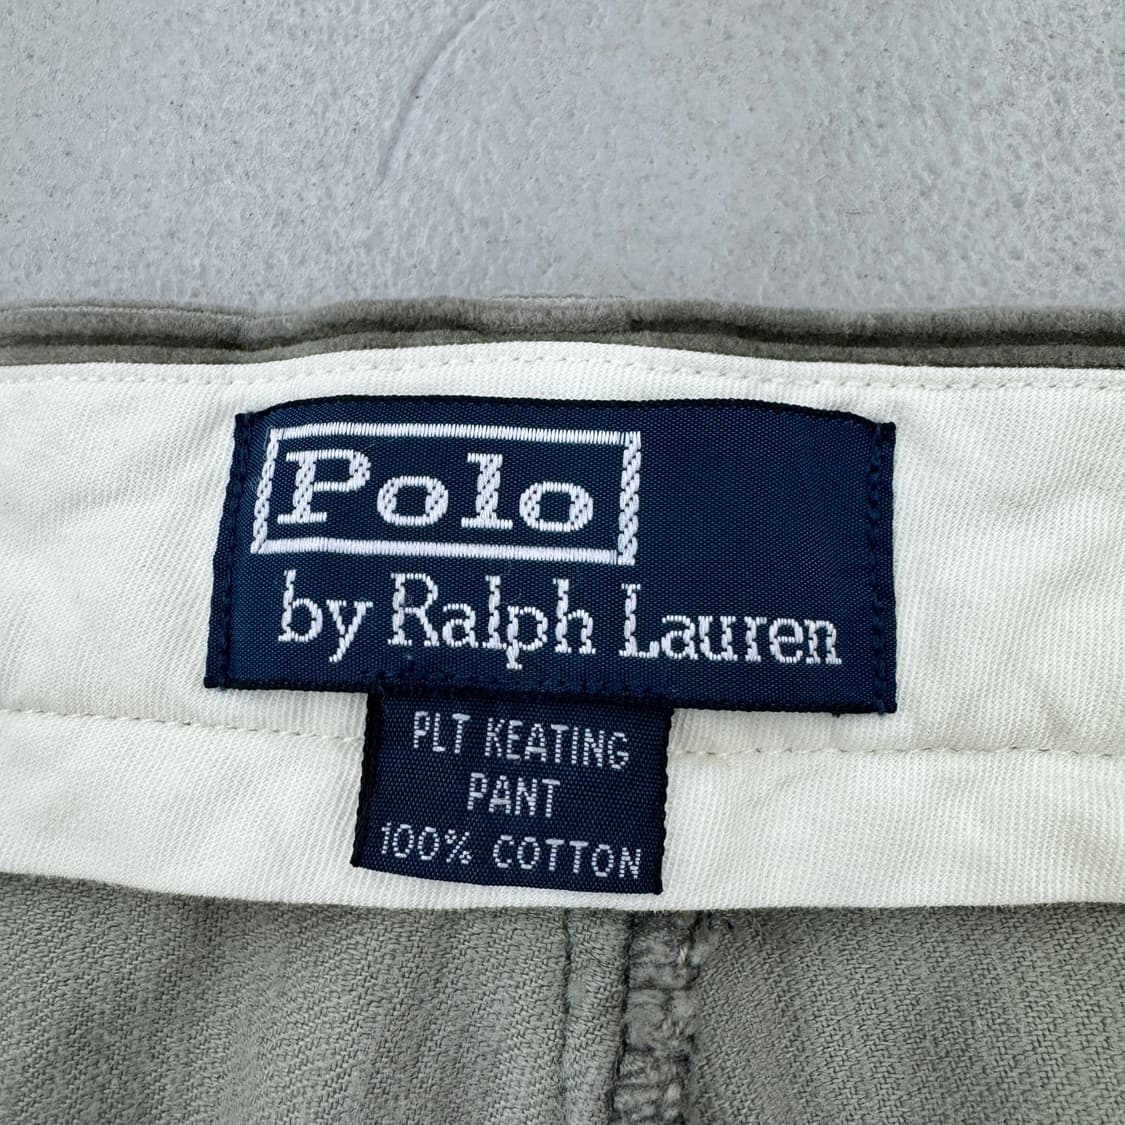 Polo
by Ralph Lauren
PLT KEATING
PANT
100% COTTON